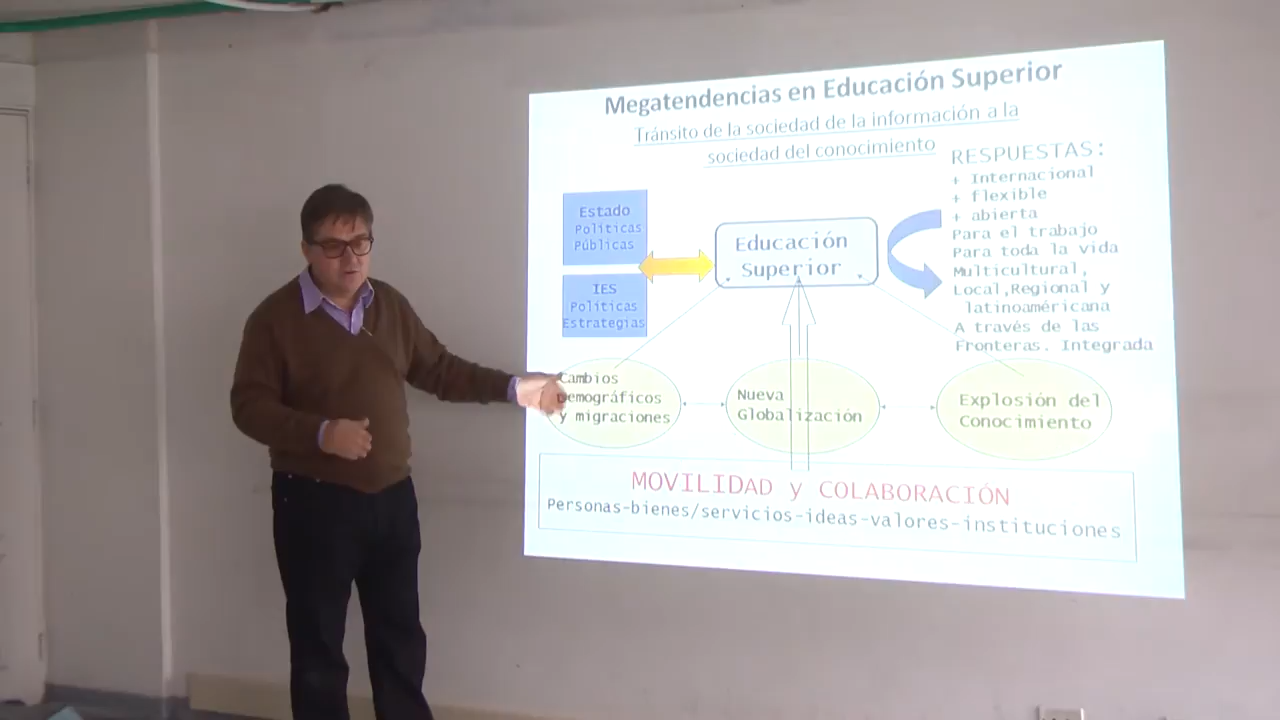 Megatendencias en Educación Superior
Tránsito de la sociedad de la información a la
sociedad del conocimiento
RESPUESTAS:
+ Internacional
+ flexible
+ abierta
Para el trabajo
Para toda la vida
Multicultural,
Local,Regional y
latinoaméricana
A través de las
Fronteras. Integrada
Estado
Políticas
Públicas
IES
Políticas
Estrategias
Educación
Superior
Cambios
Demográficos
y migraciones
Nueva
Globalización
Explosión del
Conocimiento
MOVILIDAD y COLABORACIÓN
Personas-bienes/servicios-ideas-valores-instituciones